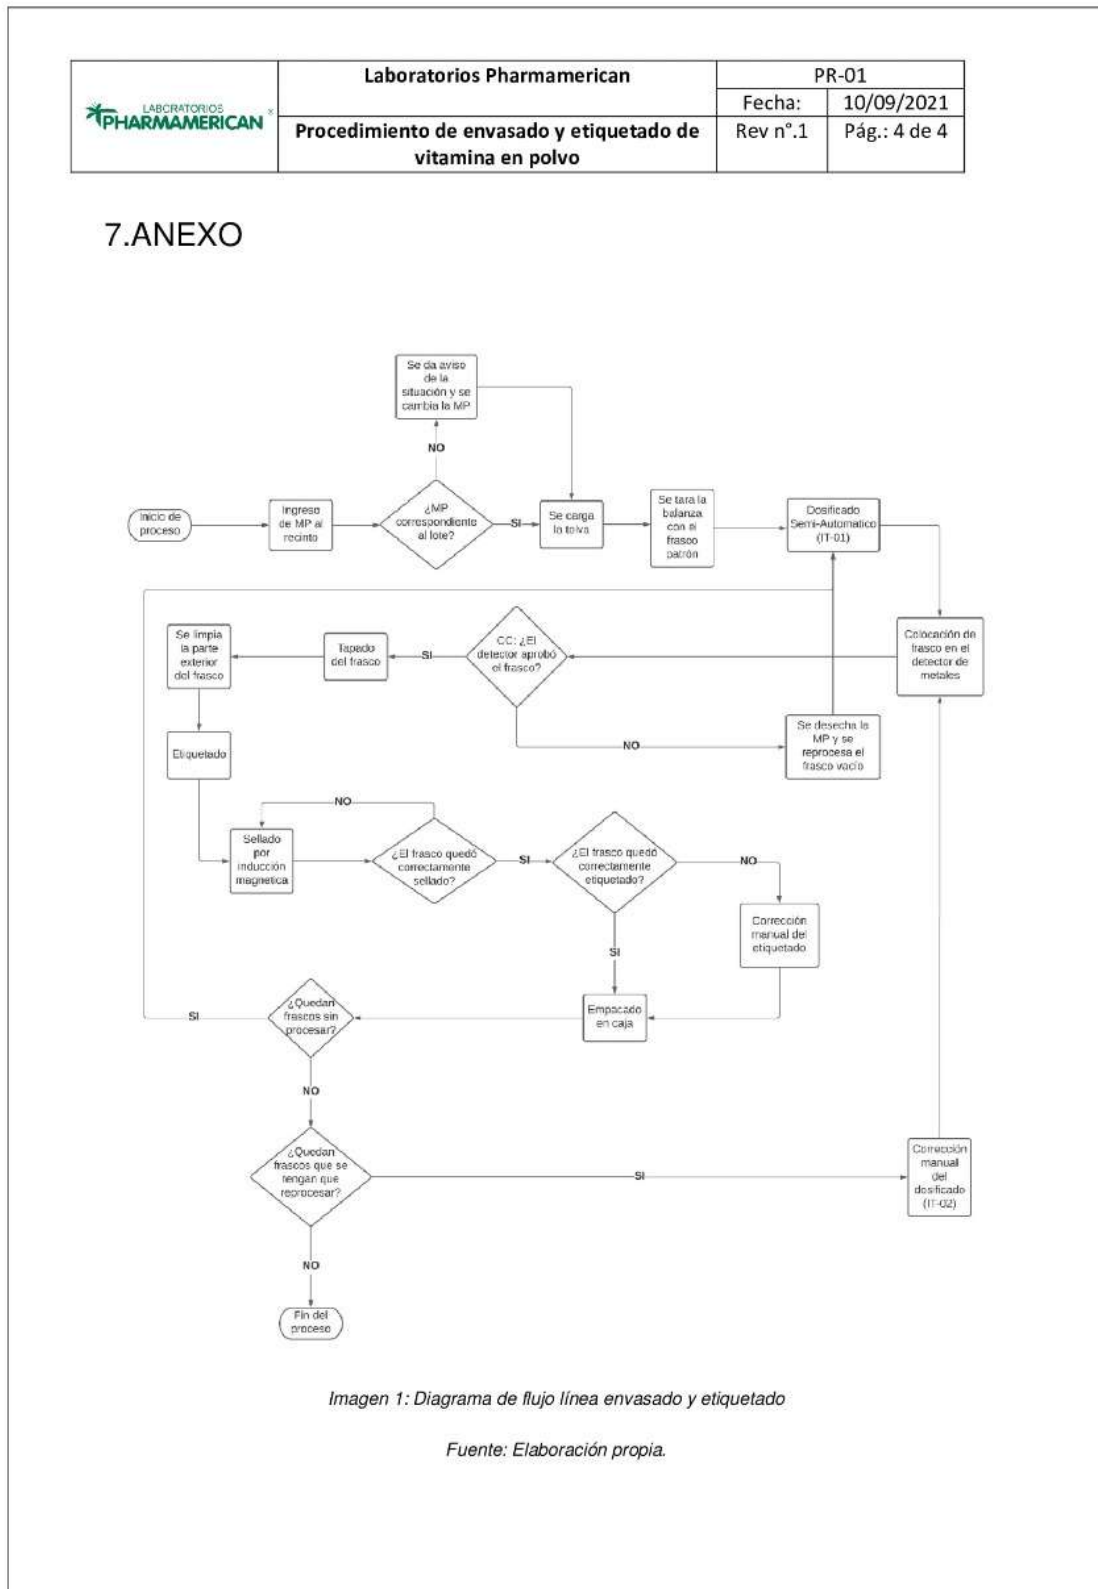 LABORATORIOS
PHARMAMERICAN
Laboratorios Pharmamerican
PR-01
Fecha:
10/09/2021
Procedimiento de envasado y etiquetado de
vitamina en polvo
Rev n°.1
Pág.: 4 de 4
7.ANEXO
Se da aviso
de la
situación y se
cambia la MP
NO
Inicio de
proceso
Ingreso
de MP al
recinto
¿MP
correspondiente
al lote?
SI
Se carga
la tolva
Se tara la
balanza
con el
frasco
patrón
Dosificado
Semi-Automatico
(IT-01)
Se limpia
la parte
exterior
del frasco
Tapado
del frasco
SI
CC: ¿El
detector aprobó
el frasco?
Colocación de
frasco en el
detector de
metales
NO
Se desecha la
MP y se
reprocesa el
frasco vacío
Etiquetado
NO
Sellado
por
inducción
magnetica
¿El frasco quedó
correctamente
sellado?
SI
¿El frasco quedó
correctamente
etiquetado?
NO
Corrección
manual del
etiquetado
SI
Empacado
en caja
¿Quedan
frascos sin
procesar?
SI
NO
¿Quedan
frascos que se
tengan que
reprocesar?
SI
Corrección
manual
del
dosificado
(IT-02)
NO
Fin del
proceso
Imagen 1: Diagrama de flujo línea envasado y etiquetado
Fuente: Elaboración propia.